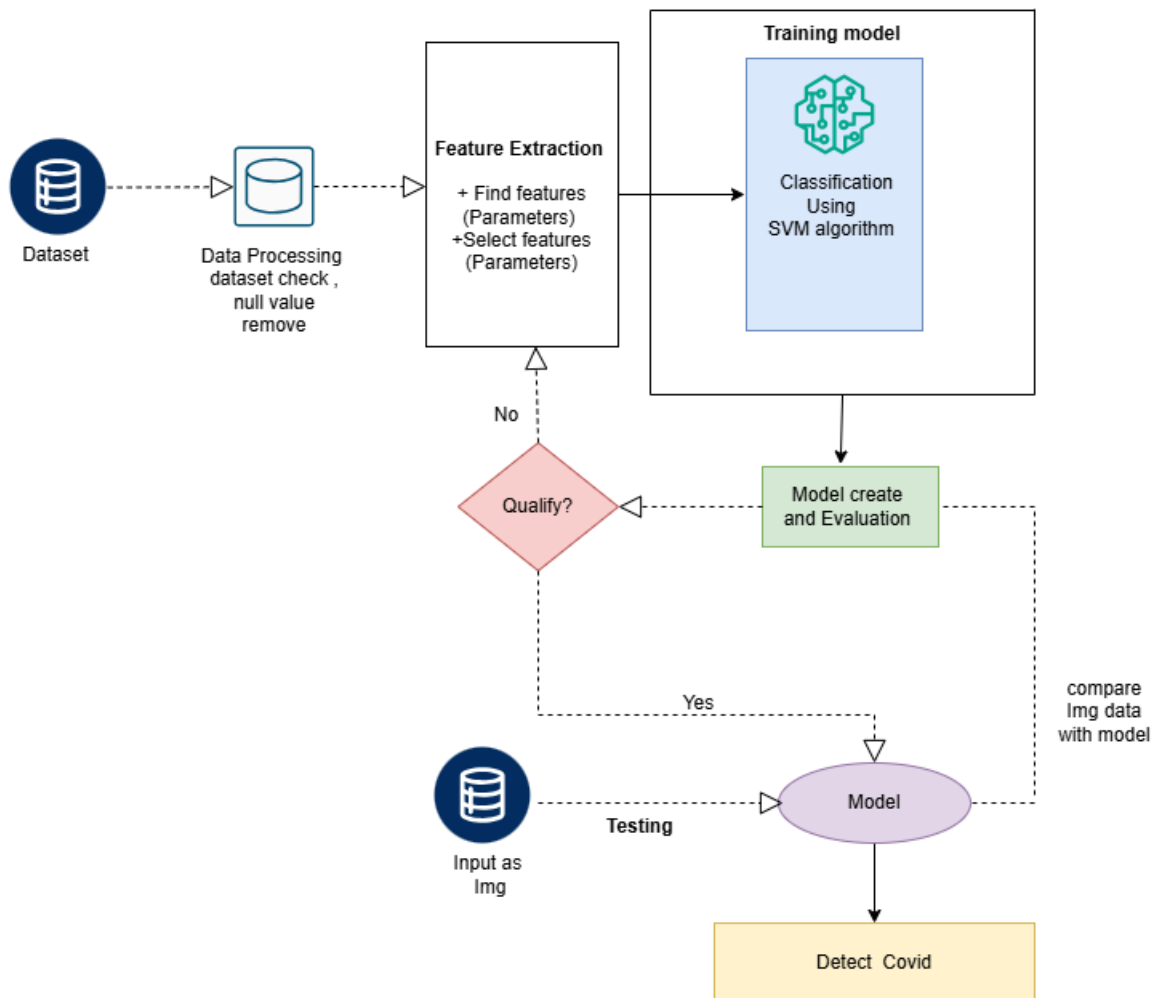 Training model
Classification
Using
SVM algorithm
Feature Extraction
+ Find features
(Parameters)
+Select features
(Parameters)
Dataset
Data Processing
dataset check ,
null value
remove
No
Qualify?
Model create
and Evaluation
Yes
compare
Img data
with model
Model
Testing
Input as
Img
Detect Covid